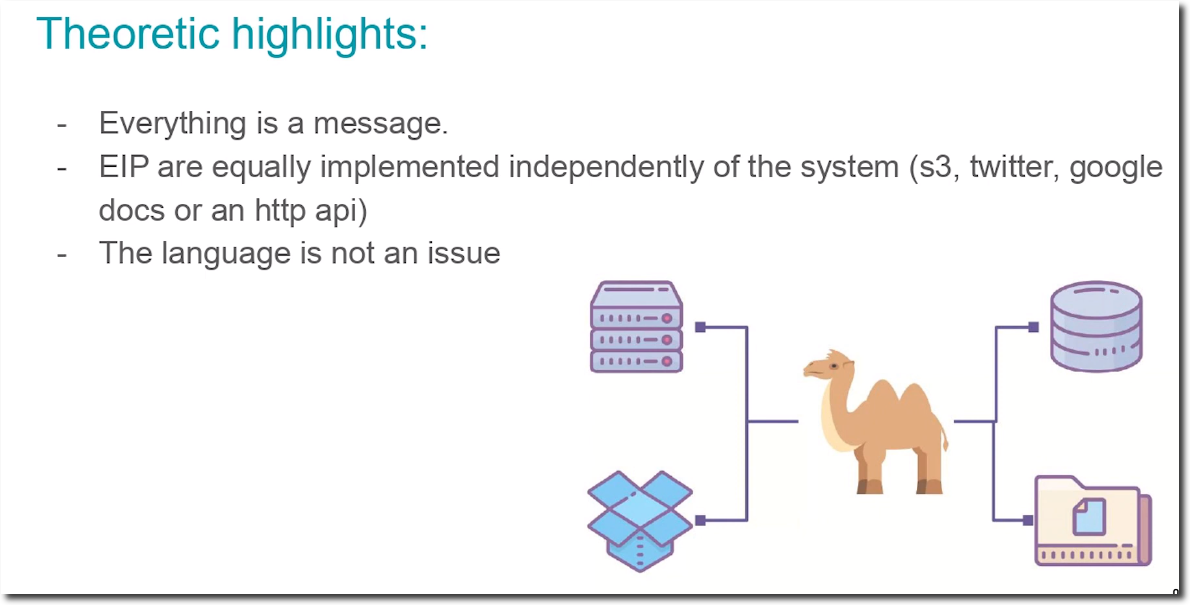 Theoretic highlights:
- Everything is a message.
- EIP are equally implemented independently of the system (s3, twitter, google
docs or an http api)
- The language is not an issue